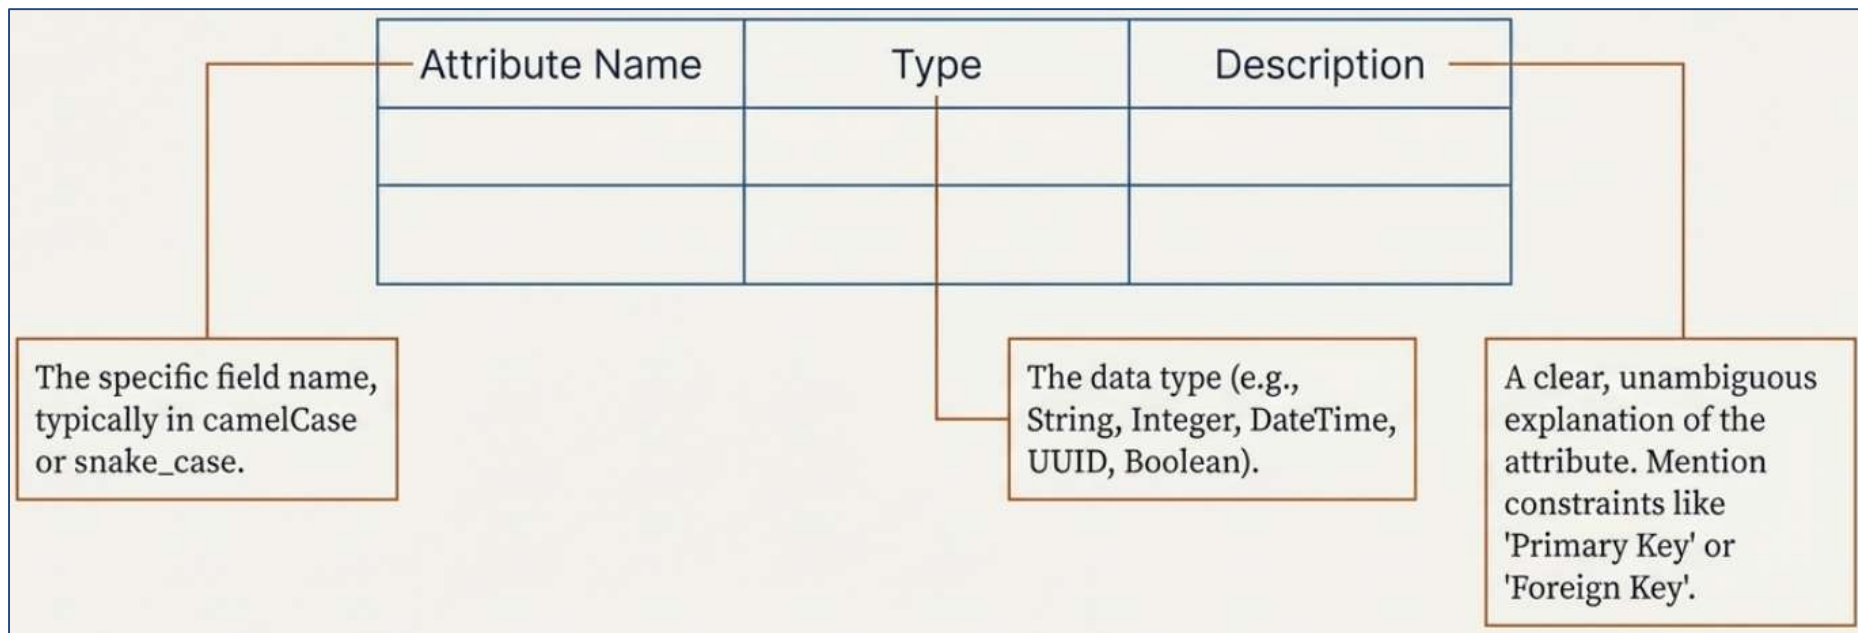 Attribute Name
Type
Description
The specific field name,
typically in camelCase
or snake_case.
The data type (e.g.,
String, Integer, DateTime,
UUID, Boolean).
A clear, unambiguous
explanation of the
attribute. Mention
constraints like
'Primary Key' or
'Foreign Key'.